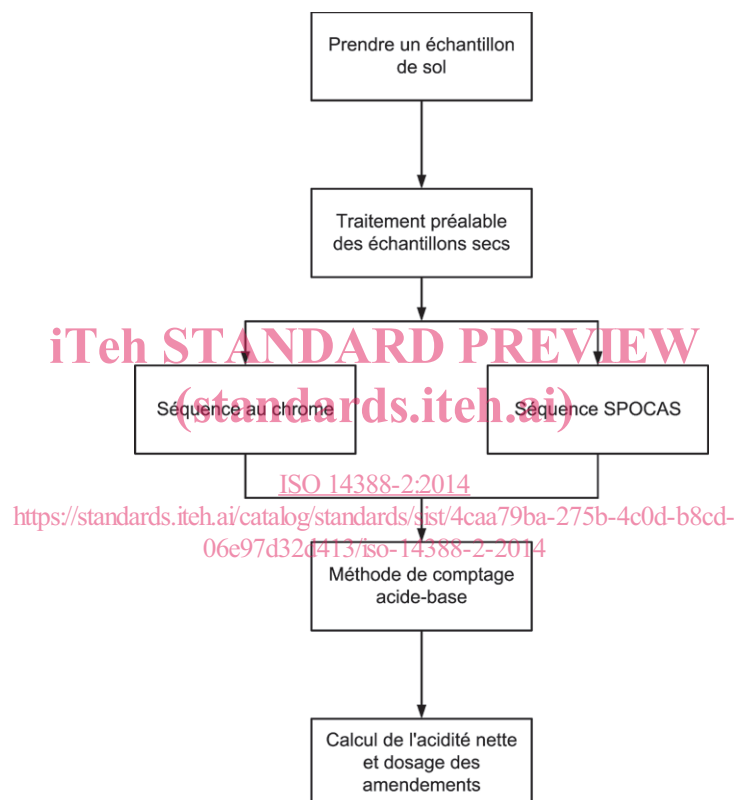 Prendre un échantillon
de sol
Traitement préalable
des échantillons secs
iTeh STANDARD PREVIEW
(standards.iteh.ai)
Séquence au chrome
Séquence SPOCAS
ISO 14388-2:2014
https://standards.iteh.ai/catalog/standards/sist/4caa79ba-275b-4c0d-b8cd-
06e97d32d413/iso-14388-2-2014
Méthode de comptage
acide-base
Calcul de l'acidité nette
et dosage des
amendements